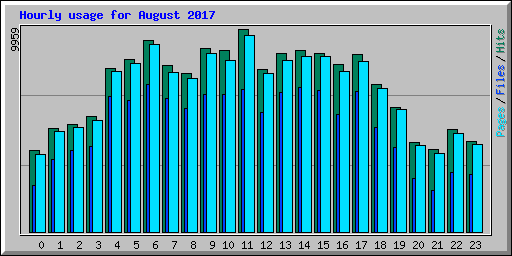 Hourly usage for August 2017
9959
Pages/Files/Hits
0 1 2 3 4 5 6 7 8 9 10 11 12 13 14 15 16 17 18 19 20 21 22 23